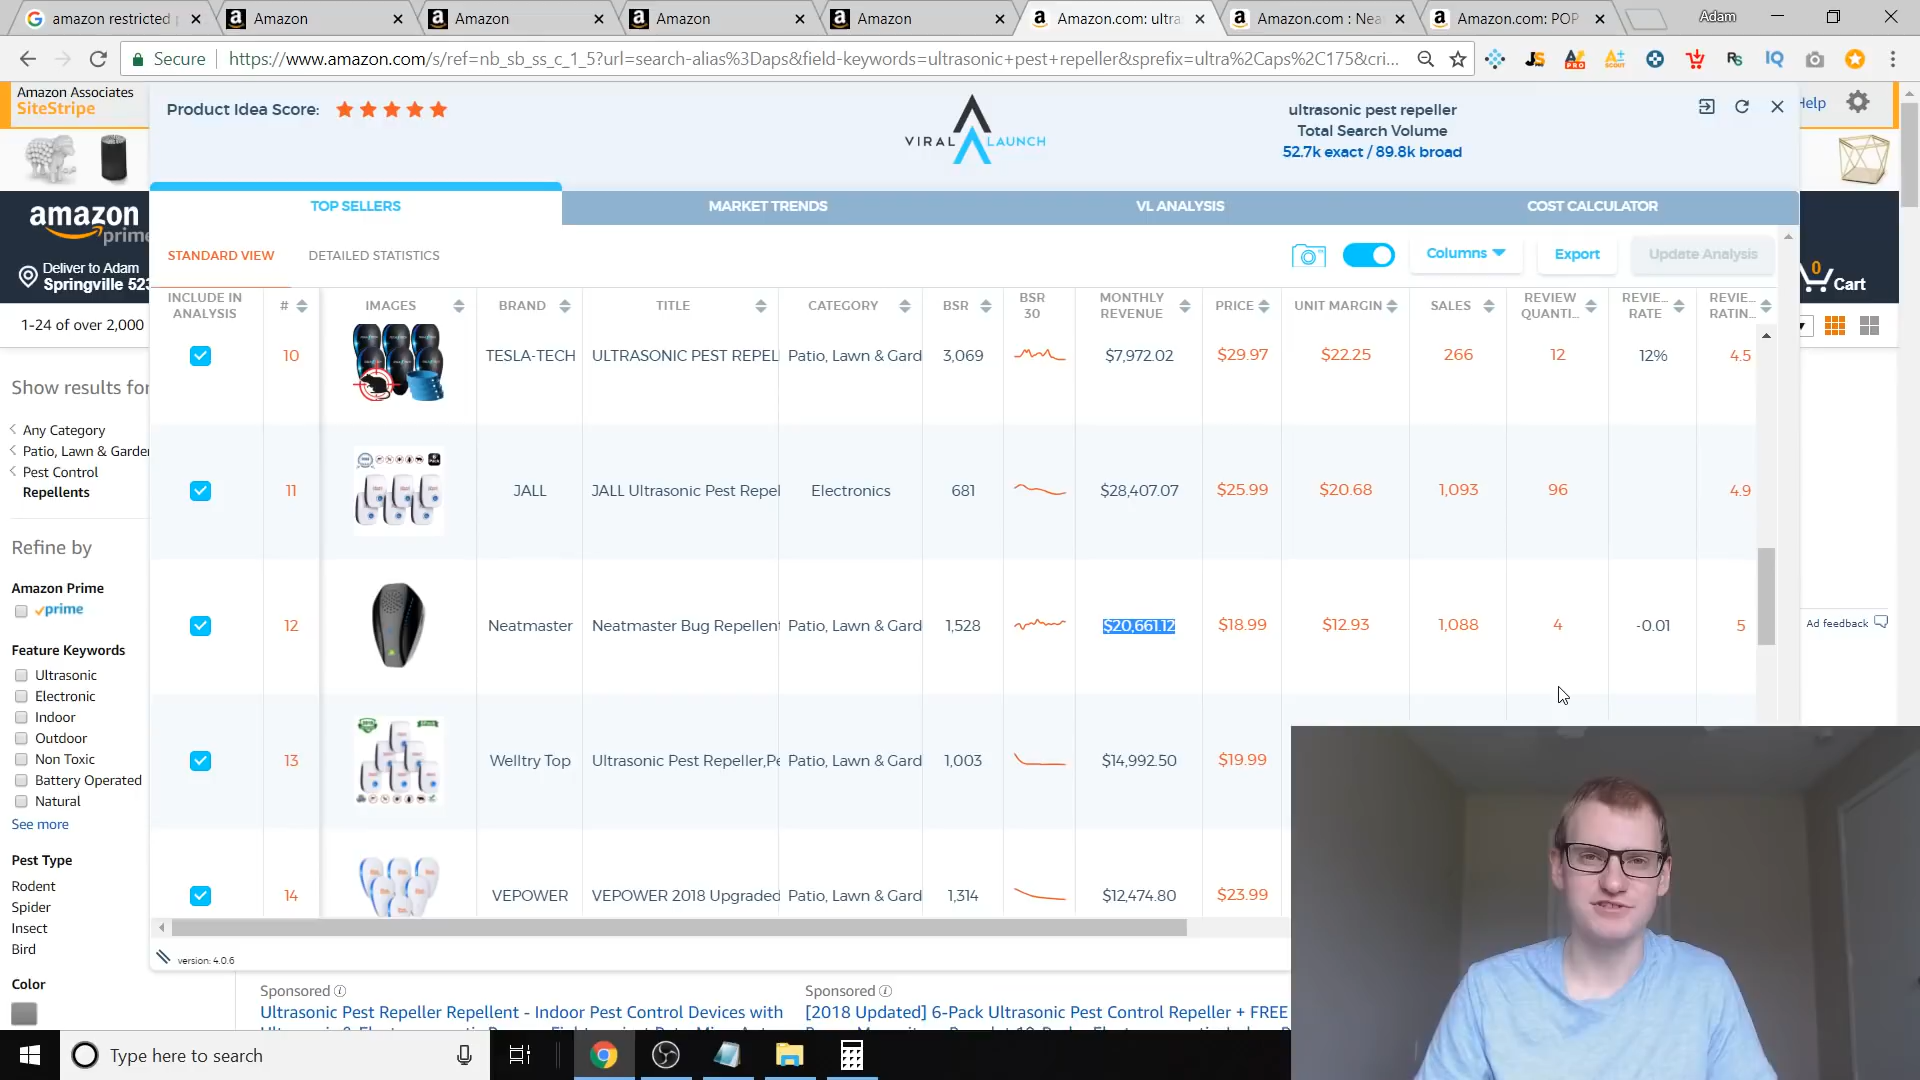 amazon restricted
Amazon
Amazon
Amazon
Amazon
Amazon.com: ultra
Amazon.com : Nea
Amazon.com: POP
Adam
Secure
https://www.amazon.com/s/ref=nb_sb_ss_c_1_5?url=search-alias%3Daps&field-keywords=ultrasonic+pest+repeller&sprefix=ultra%2Caps%2C175&cri...
Amazon Associates
SiteStripe
Help
Product Idea Score:
VIRAL LAUNCH
ultrasonic pest repeller
Total Search Volume
52.7k exact / 89.8k broad
amazon
prime
Deliver to Adam
Springville 523
0
Cart
TOP SELLERS
MARKET TRENDS
VL ANALYSIS
COST CALCULATOR
STANDARD VIEW
DETAILED STATISTICS
Columns
Export
Update Analysis
1-24 of over 2,000
INCLUDE IN ANALYSIS # IMAGES BRAND TITLE CATEGORY BSR BSR 30 MONTHLY REVENUE PRICE UNIT MARGIN SALES REVIEW QUANTI... REVIE... RATE REVIE... RATIN...
10 TESLA-TECH ULTRASONIC PEST REPEL Patio, Lawn & Gard 3,069 $7,972.02 $29.97 $22.25 266 12 12% 4.5
11 JALL JALL Ultrasonic Pest Repel Electronics 681 $28,407.07 $25.99 $20.68 1,093 96 4.9
12 Neatmaster Neatmaster Bug Repellent Patio, Lawn & Gard 1,528 $20,661.12 $18.99 $12.93 1,088 4 -0.01 5
13 Welltry Top Ultrasonic Pest Repeller,Pe Patio, Lawn & Gard 1,003 $14,992.50 $19.99
14 VEPOWER VEPOWER 2018 Upgraded Patio, Lawn & Gard 1,314 $12,474.80 $23.99
version: 4.0.6
Show results for
Any Category
Patio, Lawn & Garden
Pest Control
Repellents
Refine by
Amazon Prime
prime
Feature Keywords
Ultrasonic
Electronic
Indoor
Outdoor
Non Toxic
Battery Operated
Natural
See more
Pest Type
Rodent
Spider
Insect
Bird
Color
Ad feedback
Sponsored
Ultrasonic Pest Repeller Repellent - Indoor Pest Control Devices with
Sponsored
[2018 Updated] 6-Pack Ultrasonic Pest Control Repeller + FREE
Type here to search